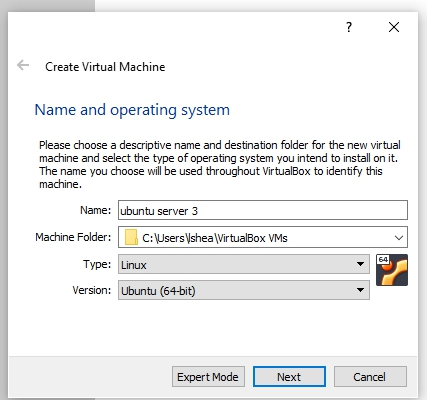 ?
Create Virtual Machine
Name and operating system
Please choose a descriptive name and destination folder for the new virtual
machine and select the type of operating system you intend to install on it.
The name you choose will be used throughout VirtualBox to identify this
machine.
Name: ubuntu server 3
Machine Folder: C:\Users\lshea\VirtualBox VMs
Type: Linux
64
Version: Ubuntu (64-bit)
Expert Mode Next Cancel